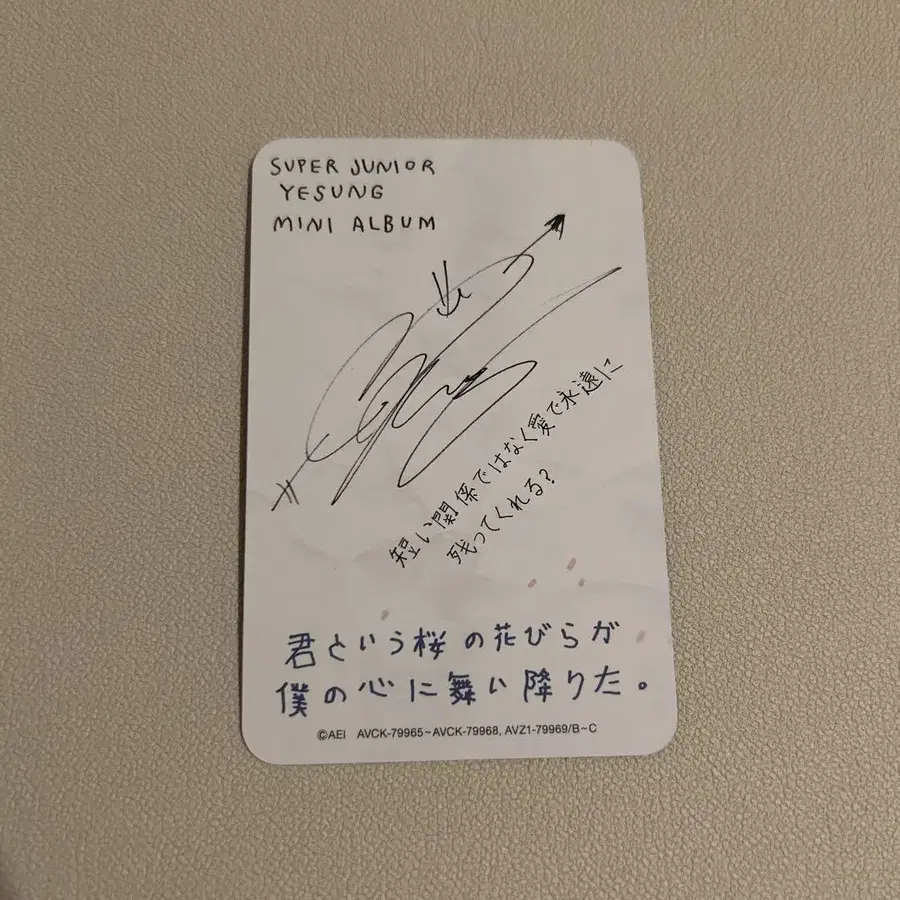 SUPER JUNIOR
YESUNG
MINI ALBUM
短い関係ではなく愛で永遠に
残ってくれる?
君という桜の花びらが
僕の心に舞い降りた。
©AEI AVCK-79965~AVCK-79968, AVZ1-79969/B~C